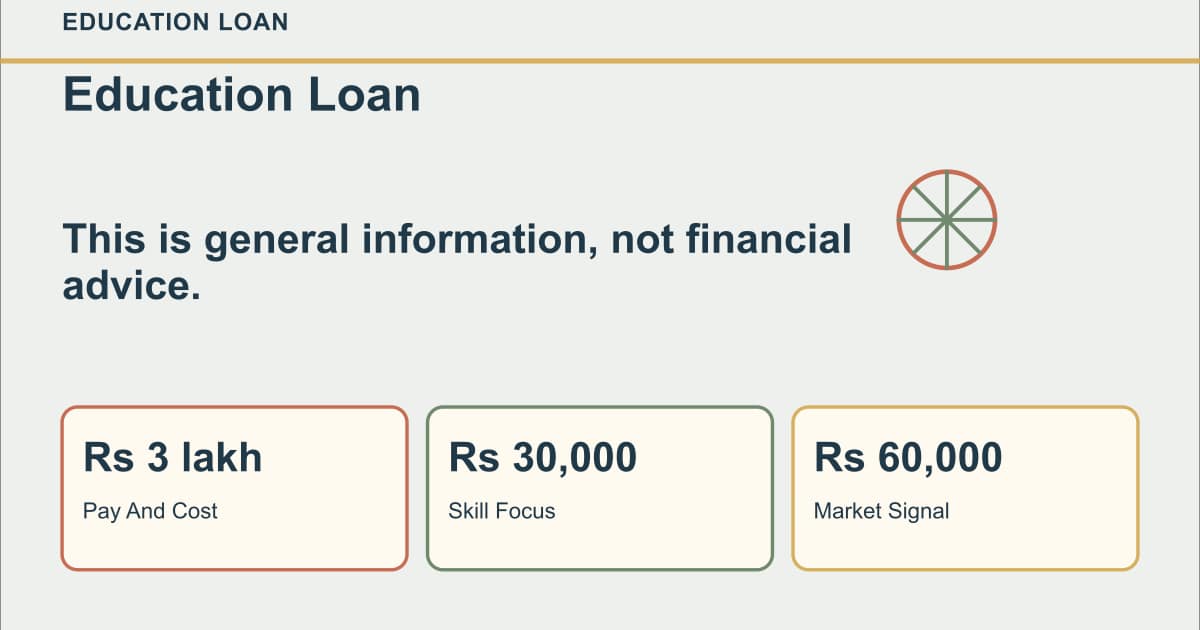 EDUCATION LOAN
Education Loan
This is general information, not financial
advice.
Rs 3 lakh
Pay And Cost
Rs 30,000
Skill Focus
Rs 60,000
Market Signal